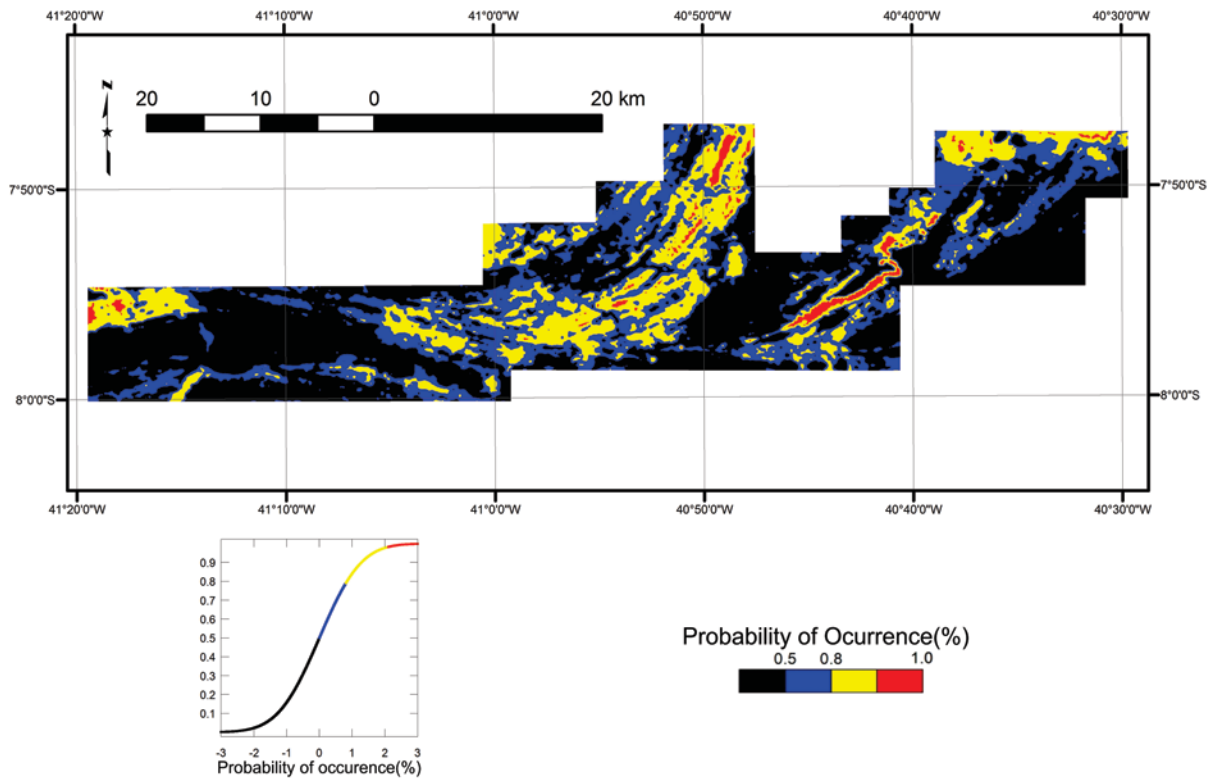 41°20'0"W 41°10'0"W 41°0'0"W 40°50'0"W 40°40'0"W 40°30'0"W
N
20 10 0 20 km
7°50'0"S 7°50'0"S
8°0'0"S 8°0'0"S
41°20'0"W 41°10'0"W 41°0'0"W 40°50'0"W 40°40'0"W 40°30'0"W
0.9
0.8
0.7
0.6
0.5
0.4
0.3
0.2
0.1
-3 -2 -1 0 1 2 3
Probability of occurence(%)
Probability of Ocurrence(%)
0.5 0.8 1.0